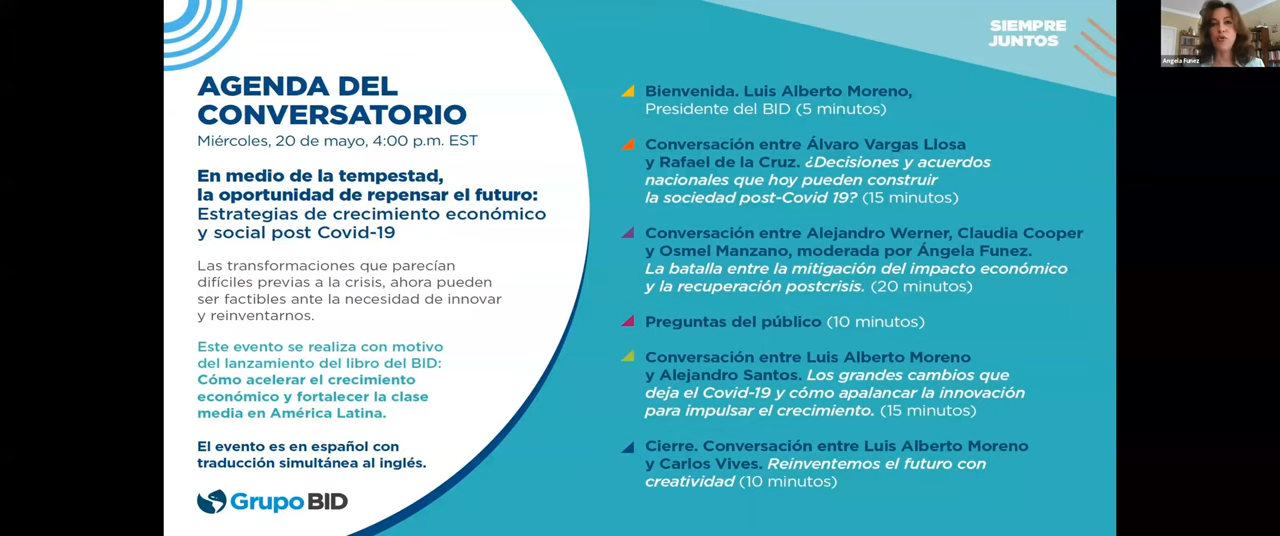 AGENDA DEL
CONVERSATORIO
Miércoles, 20 de mayo, 4:00 p.m. EST
En medio de la tempestad,
la oportunidad de repensar el futuro:
Estrategias de crecimiento económico
y social post Covid-19
Las transformaciones que parecían
difíciles previas a la crisis, ahora pueden
ser factibles ante la necesidad de innovar
y reinventarnos.
Este evento se realiza con motivo
del lanzamiento del libro del BID:
Cómo acelerar el crecimiento
económico y fortalecer la clase
media en América Latina.
El evento es en español con
traducción simultánea al inglés.
Grupo BID
SIEMPRE
JUNTOS
Bienvenida. Luis Alberto Moreno,
Presidente del BID (5 minutos)
Conversación entre Álvaro Vargas Llosa
y Rafael de la Cruz. ¿Decisiones y acuerdos
nacionales que hoy pueden construir
la sociedad post-Covid 19? (15 minutos)
Conversación entre Alejandro Werner, Claudia Cooper
y Osmel Manzano, moderada por Ángela Funez.
La batalla entre la mitigación del impacto económico
y la recuperación postcrisis. (20 minutos)
Preguntas del público (10 minutos)
Conversación entre Luis Alberto Moreno
y Alejandro Santos. Los grandes cambios que
deja el Covid-19 y cómo apalancar la innovación
para impulsar el crecimiento. (15 minutos)
Cierre. Conversación entre Luis Alberto Moreno
y Carlos Vives. Reinventemos el futuro con
creatividad (10 minutos)
Angela Funez